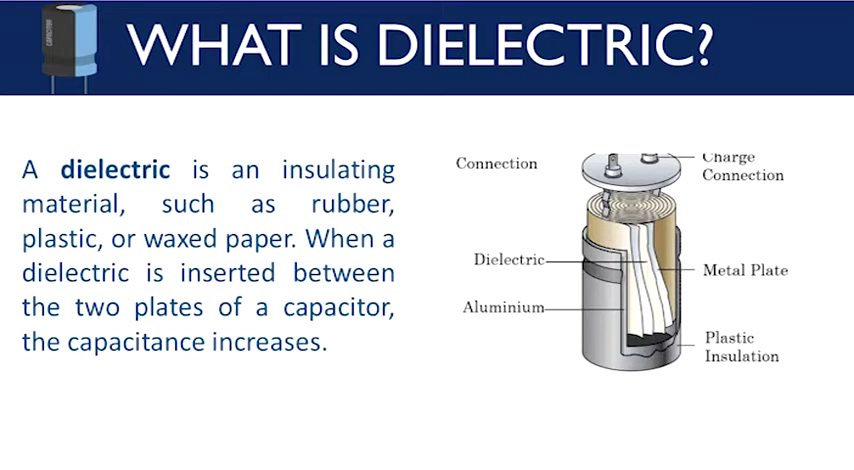 WHAT IS DIELECTRIC?
A dielectric is an insulating
material, such as rubber,
plastic, or waxed paper. When a
dielectric is inserted between
the two plates of a capacitor,
the capacitance increases.
Connection
Charge
Connection
Dielectric
Metal Plate
Aluminium
Plastic
Insulation